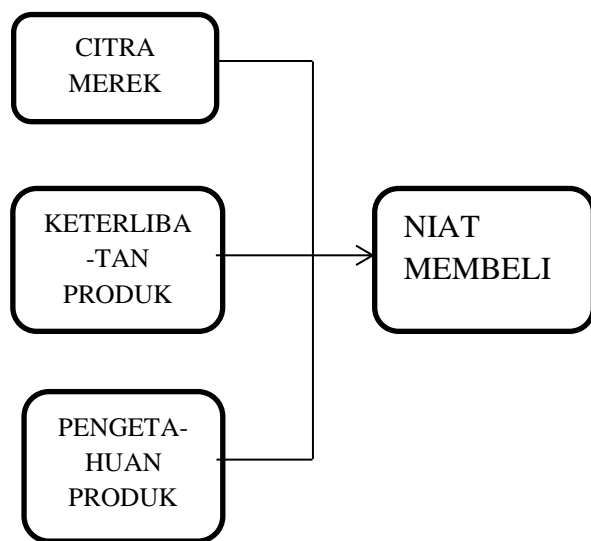 CITRA
MEREK
KETERLIBA
-TAN
PRODUK
NIAT
MEMBELI
PENGETA-
HUAN
PRODUK